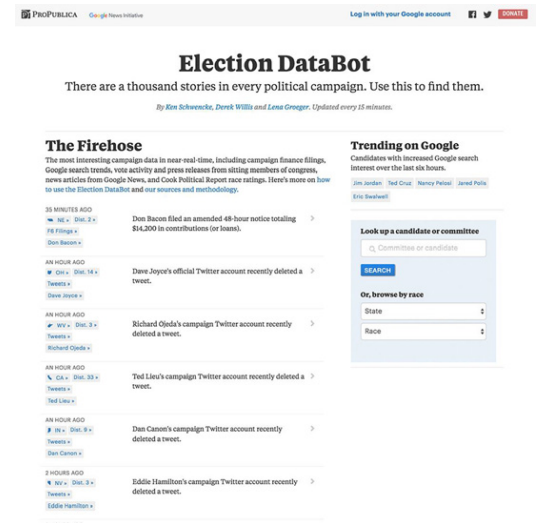 PROPUBLICA
Google News Initiative
Log in with your Google account
DONATE
Election DataBot
There are a thousand stories in every political campaign. Use this to find them.
By Ken Schwencke, Derek Willis and Lena Groeger. Updated every 15 minutes.
The Firehose
The most interesting campaign data in near-real-time, including campaign finance filings,
Google search trends, vote activity and press releases from sitting members of congress,
news articles from Google News, and Cook Political Report race ratings. Here's more on how
to use the Election DataBot and our sources and methodology.
35 MINUTES AGO
NE Dist. 2
F6 Filings
Don Bacon
Don Bacon filed an amended 48-hour notice totaling
$14,200 in contributions (or loans).
AN HOUR AGO
OH Dist. 14
Tweets
Dave Joyce
Dave Joyce's official Twitter account recently deleted a
tweet.
AN HOUR AGO
WV Dist. 3
Tweets
Richard Ojeda
Richard Ojeda's campaign Twitter account recently
deleted a tweet.
AN HOUR AGO
CA Dist. 33
Tweets
Ted Lieu
Ted Lieu's campaign Twitter account recently deleted a
tweet.
AN HOUR AGO
IN Dist. 9
Tweets
Dan Canon
Dan Canon's campaign Twitter account recently
deleted a tweet.
2 HOURS AGO
NV Dist. 3
Tweets
Eddie Hamilton
Eddie Hamilton's campaign Twitter account recently
deleted a tweet.
Trending on Google
Candidates with increased Google search
interest over the last six hours.
Jim Jordan Ted Cruz Nancy Pelosi Jared Polis
Eric Swalwell
Look up a candidate or committee
Committee or candidate
SEARCH
Or, browse by race
State
Race